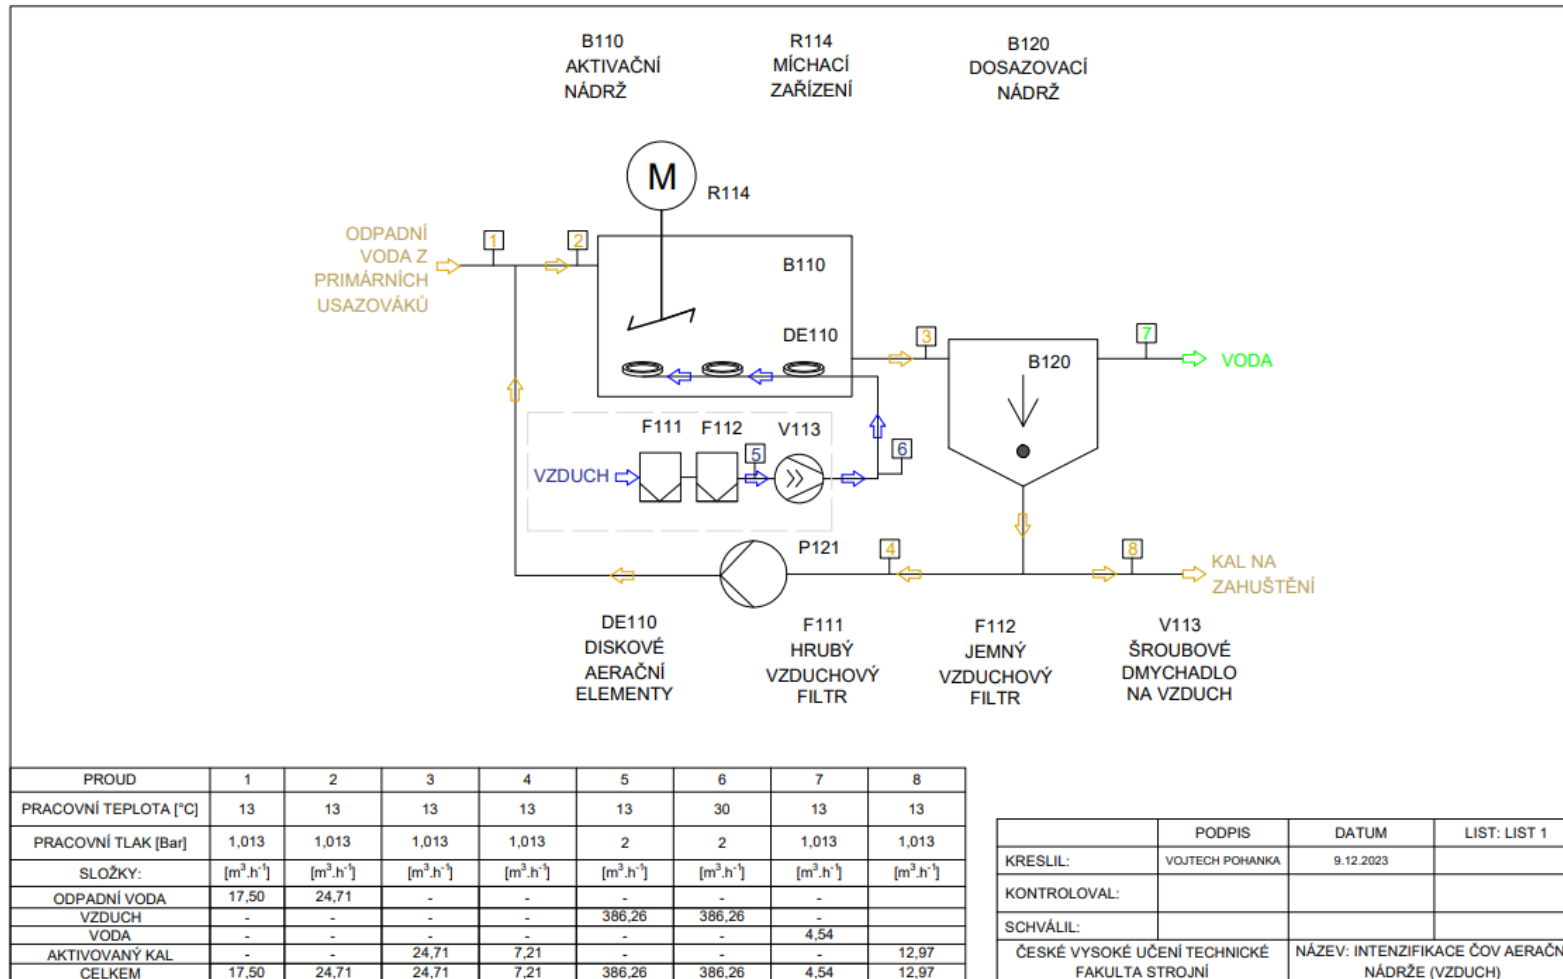 B110
AKTIVAČNÍ
NÁDRŽ
R114
MÍCHACÍ
ZAŘÍZENÍ
B120
DOSAZOVACÍ
NÁDRŽ
M
R114
ODPADNÍ
VODA Z
PRIMÁRNÍCH
USAZOVÁKŮ
1
2
B110
DE110
3
B120
7
VODA
F111
F112
V113
VZDUCH
5
6
P121
4
8
KAL NA
ZAHUŠTĚNÍ
DE110
DISKOVÉ
AERAČNÍ
ELEMENTY
F111
HRUBÝ
VZDUCHOVÝ
FILTR
F112
JEMNÝ
VZDUCHOVÝ
FILTR
V113
ŠROUBOVÉ
DMYCHADLO
NA VZDUCH
PROUD 1 2 3 4 5 6 7 8
PRACOVNÍ TEPLOTA [°C] 13 13 13 13 13 30 13 13
PRACOVNÍ TLAK [Bar] 1,013 1,013 1,013 1,013 2 2 1,013 1,013
SLOŽKY: [m³.h⁻¹] [m³.h⁻¹] [m³.h⁻¹] [m³.h⁻¹] [m³.h⁻¹] [m³.h⁻¹] [m³.h⁻¹] [m³.h⁻¹]
ODPADNÍ VODA 17,50 24,71 - - - - -
VZDUCH - - - - 386,26 386,26 -
VODA - - - - - - 4,54
AKTIVOVANÝ KAL - - 24,71 7,21 - - - 12,97
CELKEM 17,50 24,71 24,71 7,21 386,26 386,26 4,54 12,97
PODPIS DATUM LIST: LIST 1
KRESLIL: VOJTECH POHANKA 9.12.2023
KONTROLOVAL:
SCHVÁLIL:
ČESKÉ VYSOKÉ UČENÍ TECHNICKÉ
FAKULTA STROJNÍ
NÁZEV: INTENZIFIKACE ČOV AERAČN
NÁDRŽE (VZDUCH)